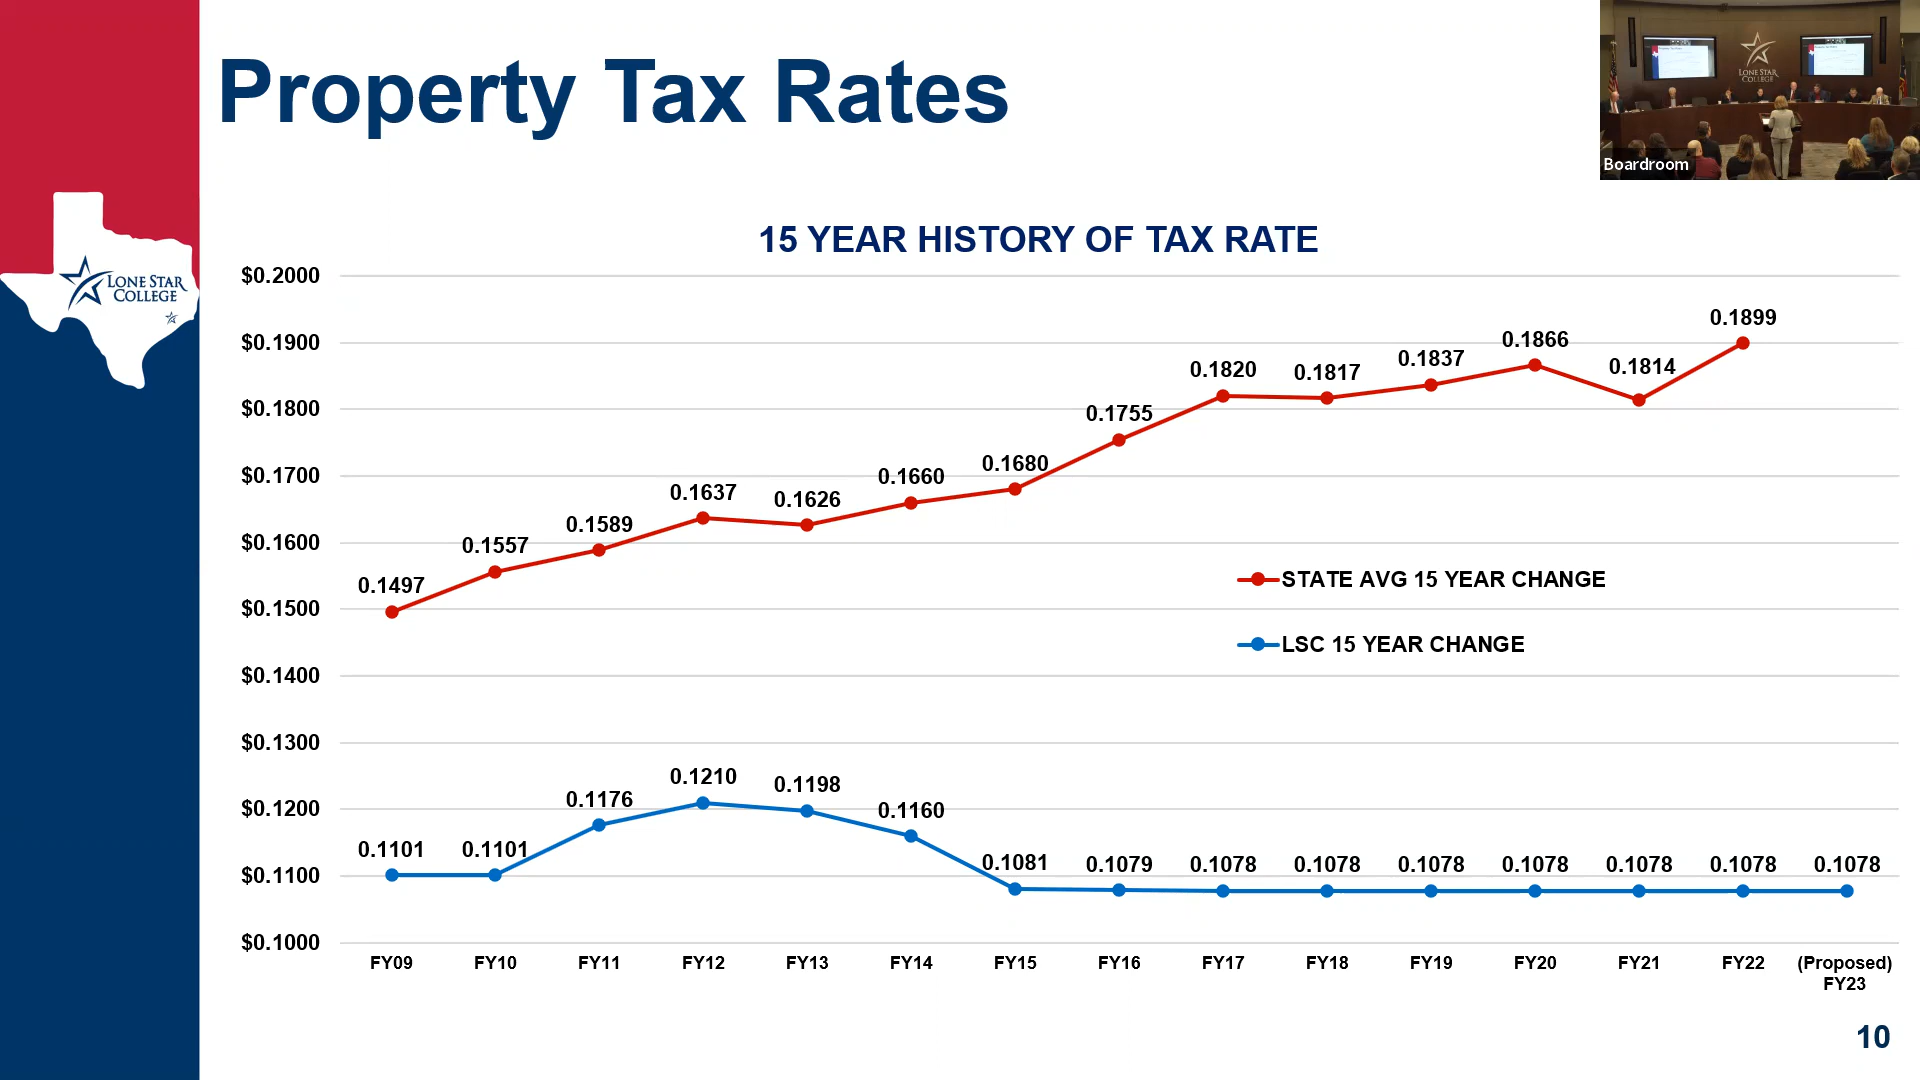 Property Tax Rates
Boardroom
LONE STAR
COLLEGE
LONE STAR
COLLEGE
15 YEAR HISTORY OF TAX RATE
$0.2000
$0.1900
$0.1800
$0.1700
$0.1600
$0.1500
$0.1400
$0.1300
$0.1200
$0.1100
$0.1000
0.1497
0.1557
0.1589
0.1637
0.1626
0.1660
0.1680
0.1755
0.1820
0.1817
0.1837
0.1866
0.1814
0.1899
STATE AVG 15 YEAR CHANGE
LSC 15 YEAR CHANGE
0.1101
0.1101
0.1176
0.1210
0.1198
0.1160
0.1081
0.1079
0.1078
0.1078
0.1078
0.1078
0.1078
0.1078
0.1078
FY09
FY10
FY11
FY12
FY13
FY14
FY15
FY16
FY17
FY18
FY19
FY20
FY21
FY22
(Proposed)
FY23
10